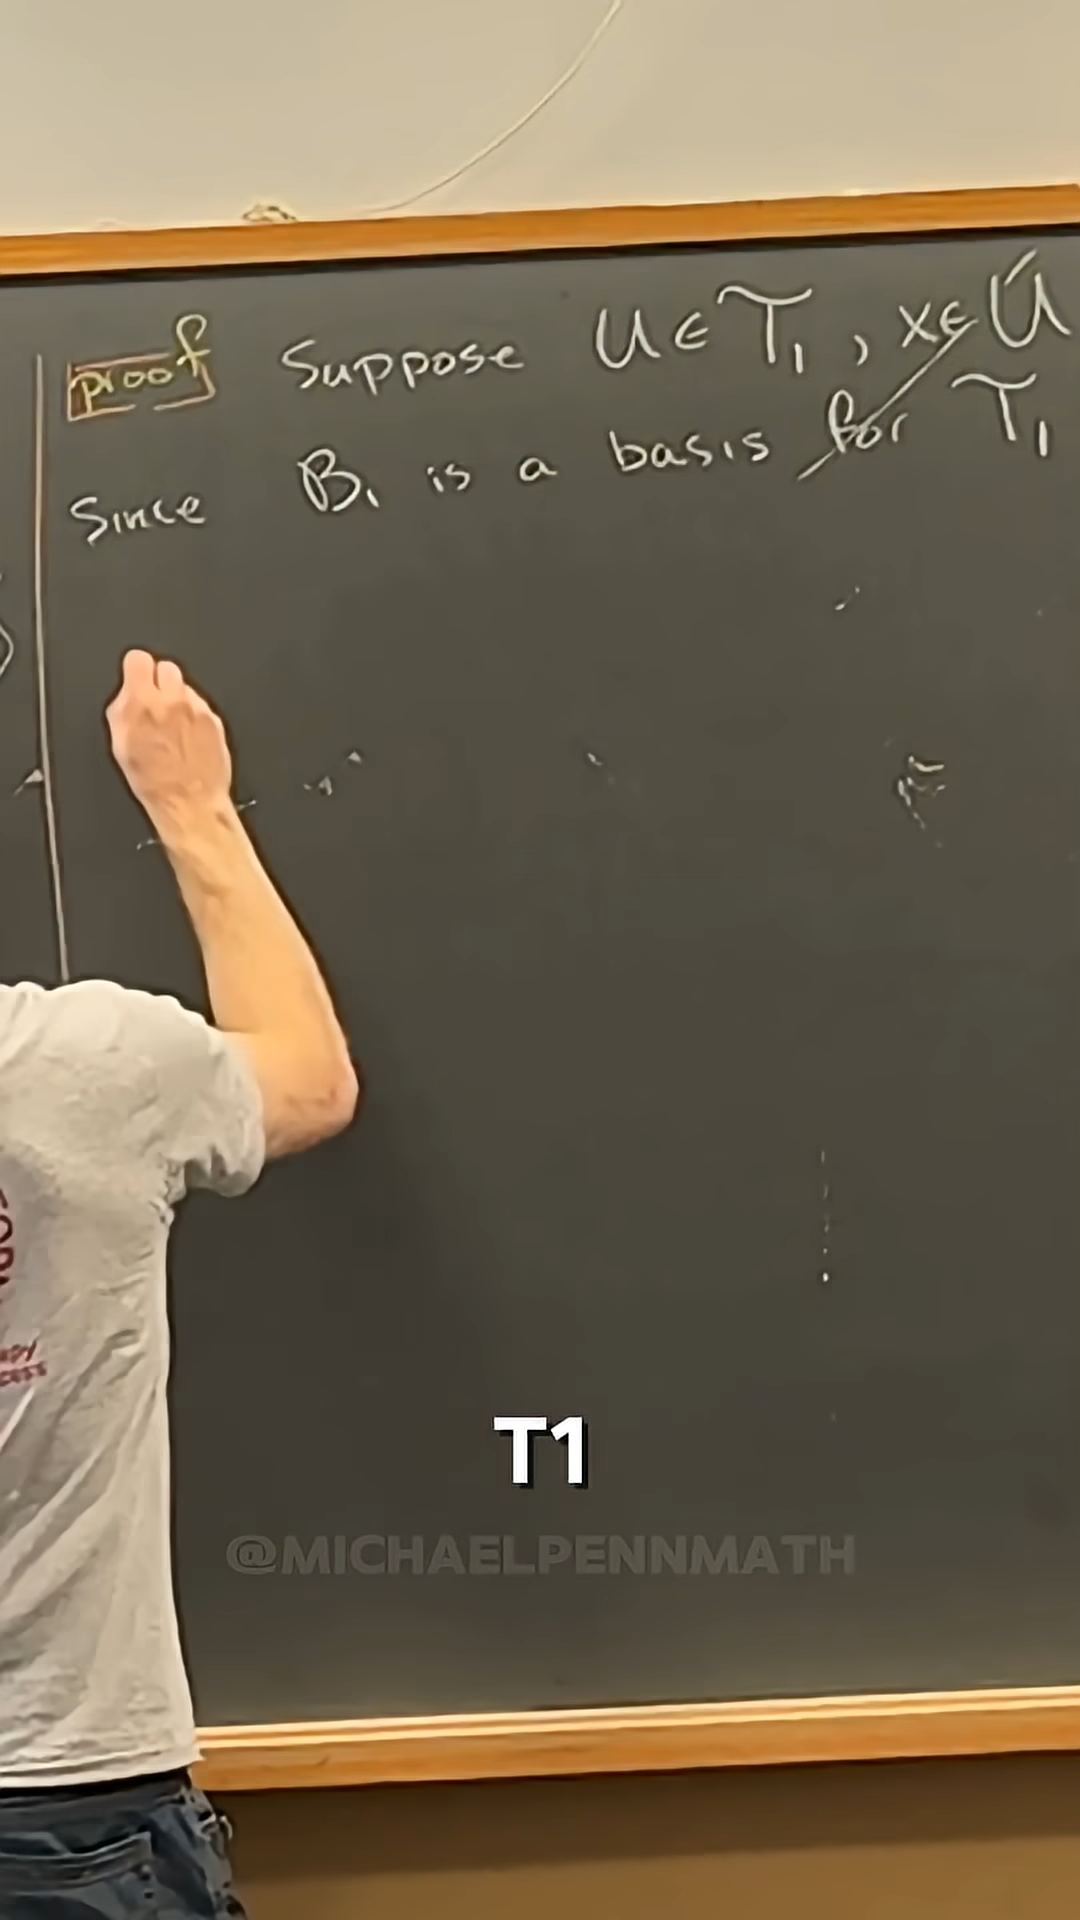 proof Suppose U ∈ T₁, x ∈ U
Since B₁ is a basis for T₁
T1
@MICHAELPENNMATH